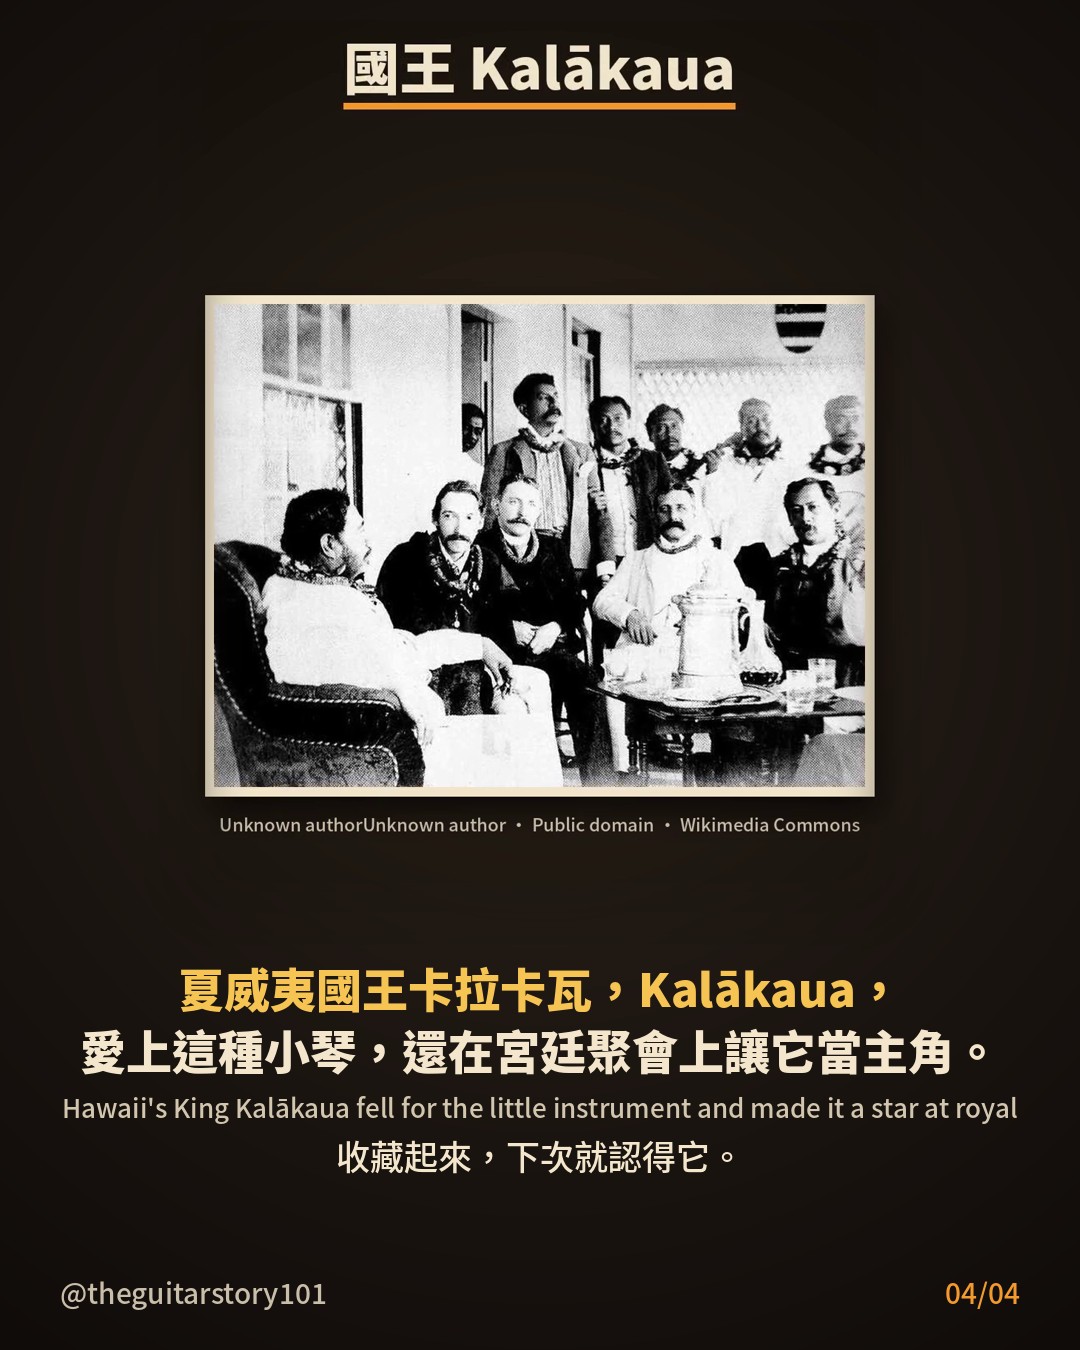 國王 Kalākaua
Unknown authorUnknown author • Public domain • Wikimedia Commons
夏威夷國王卡拉卡瓦，Kalākaua，
愛上這種小琴，還在宮廷聚會上讓它當主角。
Hawaii's King Kalākaua fell for the little instrument and made it a star at royal
收藏起來，下次就認得它。
@theguitarstory101
04/04